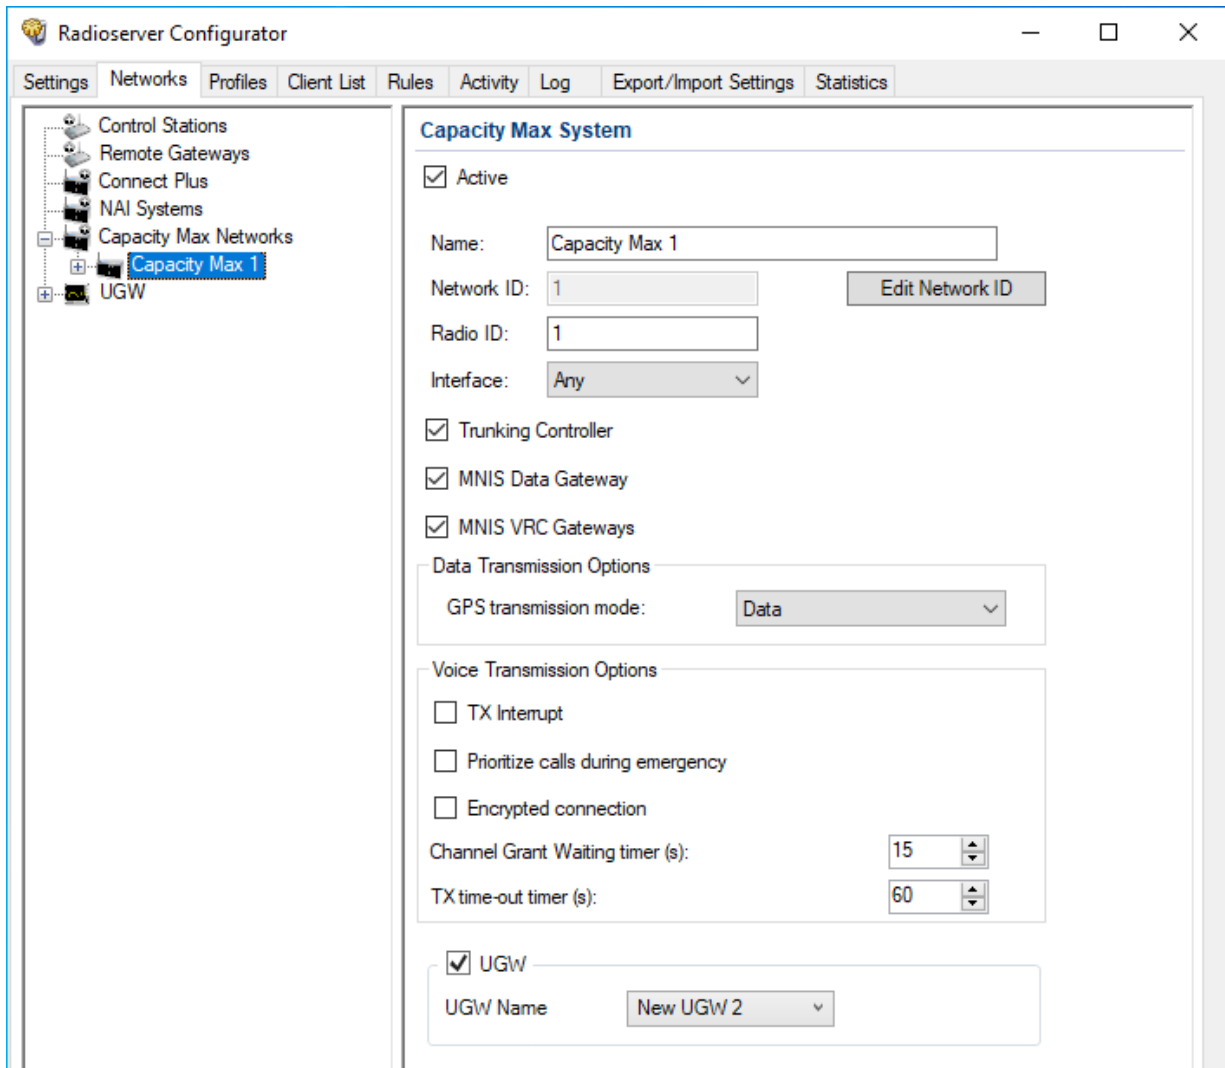 Radioserver Configurator
Settings Networks Profiles Client List Rules Activity Log Export/Import Settings Statistics
Control Stations
Remote Gateways
Connect Plus
NAI Systems
Capacity Max Networks
Capacity Max 1
UGW
Capacity Max System
Active
Name: Capacity Max 1
Network ID: 1 Edit Network ID
Radio ID: 1
Interface: Any
Trunking Controller
MNIS Data Gateway
MNIS VRC Gateways
Data Transmission Options
GPS transmission mode: Data
Voice Transmission Options
TX Interrupt
Prioritize calls during emergency
Encrypted connection
Channel Grant Waiting timer (s): 15
TX time-out timer (s): 60
UGW
UGW Name New UGW 2